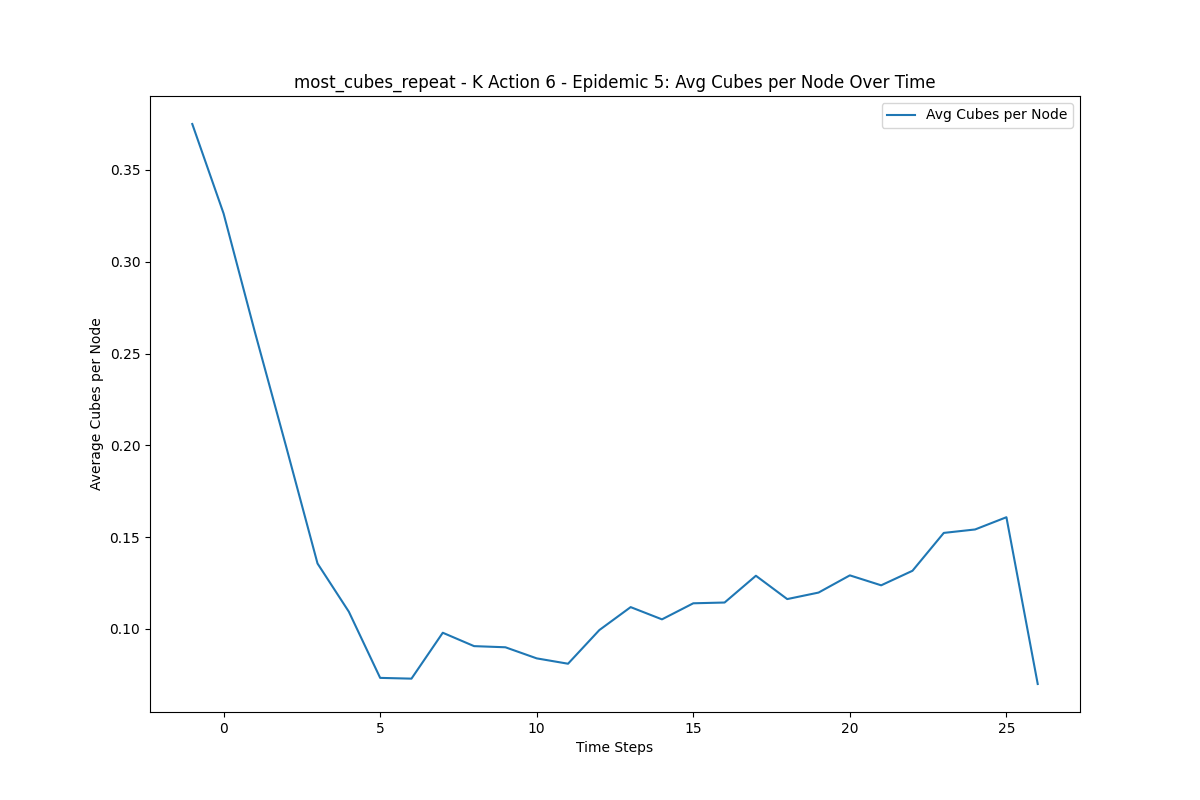 most_cubes_repeat - K Action 6 - Epidemic 5: Avg Cubes per Node Over Time
Avg Cubes per Node
0.35
0.30
0.25
0.20
0.15
0.10
Average Cubes per Node
0 5 10 15 20 25
Time Steps